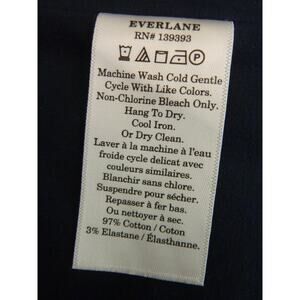 EVERLANE
RN# 139393
Machine Wash Cold Gentle
Cycle With Like Colors.
Non-Chlorine Bleach Only.
Hang To Dry.
Cool Iron.
Or Dry Clean.
Laver à la machine à l'eau
froide cycle delicat avec
couleurs similaires.
Blanchir sans chlore.
Suspendre pour sécher.
Repasser à fer bas.
Ou nettoyer à sec.
97% Cotton / Coton
3% Elastane / Élasthanne.